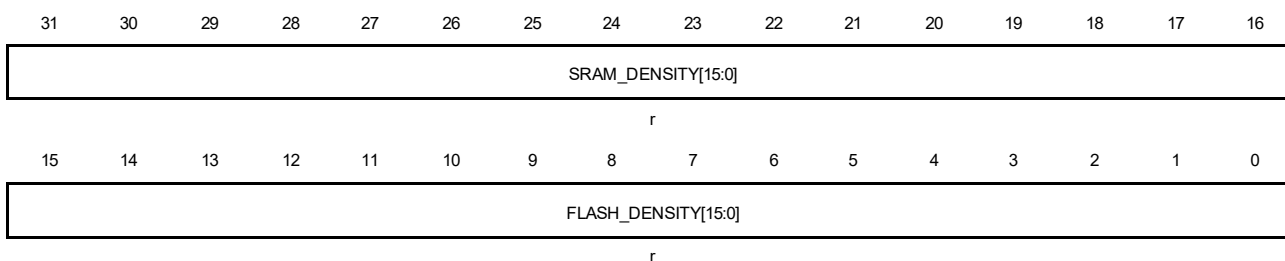 31 30 29 28 27 26 25 24 23 22 21 20 19 18 17 16
SRAM_DENSITY[15:0]
r
15 14 13 12 11 10 9 8 7 6 5 4 3 2 1 0
FLASH_DENSITY[15:0]
r